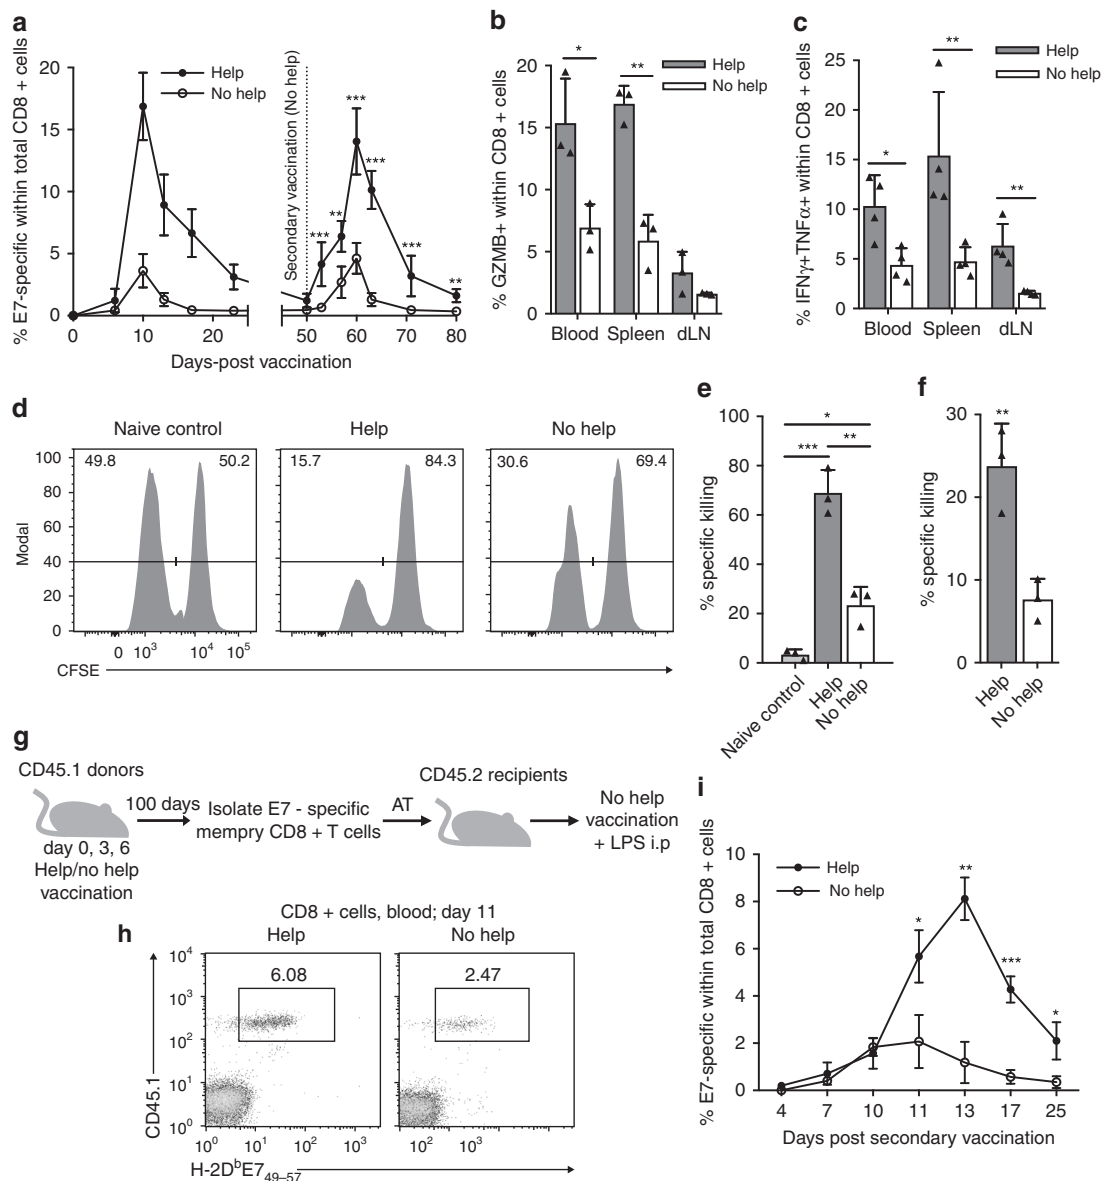 a
% E7-specific within total CD8 + cells
20
15
10
5
0
0 10 20 50 60 70 80
Help
No help
Secondary vaccination (No help)
*** ** *** *** *** **
Days-post vaccination
b
% GZMB+ within CD8 + cells
20
15
10
5
0
* **
Help
No help
Blood Spleen dLN
c
% IFNγ+TNFα+ within CD8 + cells
25
20
15
10
5
0
* ** **
Help
No help
Blood Spleen dLN
d
Naive control Help No help
49.8 50.2 15.7 84.3 30.6 69.4
Modal
100
80
60
40
20
0
0 10³ 10⁴ 10⁵
CFSE
e
% specific killing
100
80
60
40
20
0
*
*** **
Naive control Help No help
f
% specific killing
30
20
10
0
**
Help No help
g
CD45.1 donors
day 0, 3, 6
Help/no help
vaccination
100 days
Isolate E7 - specific
mempry CD8 + T cells
AT
CD45.2 recipients
No help
vaccination
+ LPS i.p
h
CD8 + cells, blood; day 11
Help No help
6.08 2.47
CD45.1
10⁴
10³
10²
10¹
10⁰
10⁰ 10¹ 10² 10³ 10² 10³
H-2DᵇE7₄₉₋₅₇
i
% E7-specific within total CD8 + cells
10
8
6
4
2
0
Help
No help
* ** *** *
4 7 10 11 13 17 25
Days post secondary vaccination